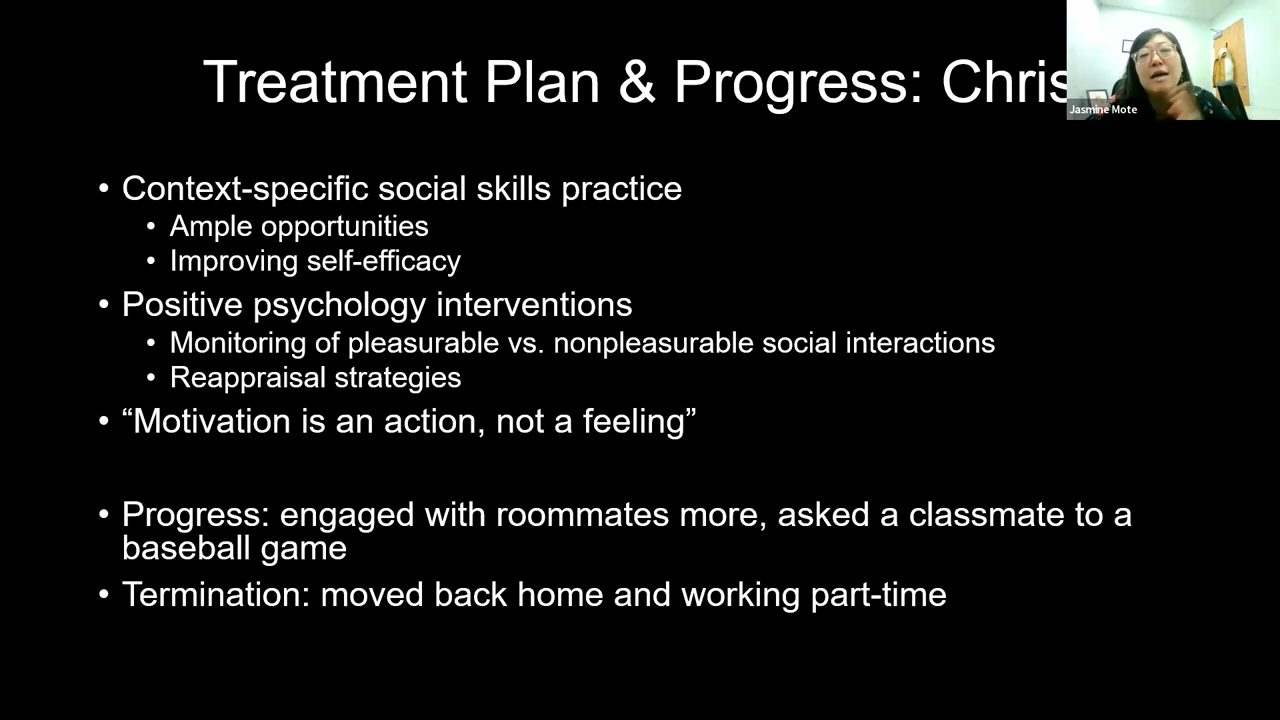 Treatment Plan & Progress: Chris
Jasmine Mote
• Context-specific social skills practice
• Ample opportunities
• Improving self-efficacy
• Positive psychology interventions
• Monitoring of pleasurable vs. nonpleasurable social interactions
• Reappraisal strategies
• “Motivation is an action, not a feeling”
• Progress: engaged with roommates more, asked a classmate to a
baseball game
• Termination: moved back home and working part-time